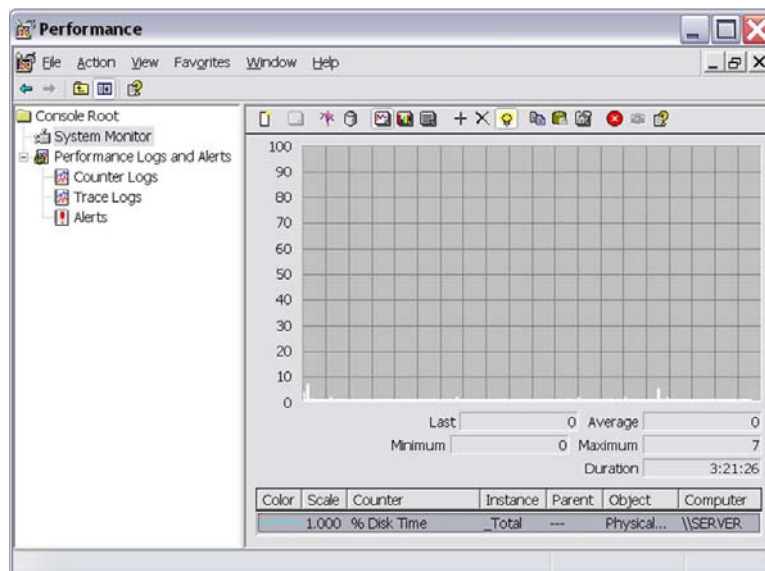 Performance
File Action View Favorites Window Help
Console Root
System Monitor
Performance Logs and Alerts
Counter Logs
Trace Logs
Alerts
100
90
80
70
60
50
40
30
20
10
0
Last 0 Average 0
Minimum 0 Maximum 7
Duration 3:21:26
Color Scale Counter Instance Parent Object Computer
1.000 % Disk Time _Total --- Physical... \\SERVER